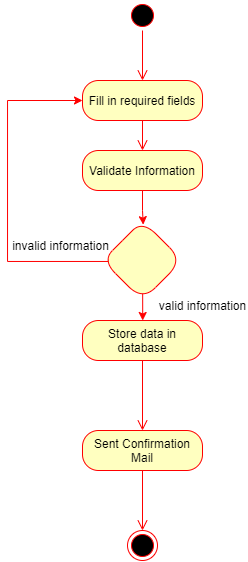 Fill in required fields
Validate Information
invalid information
valid information
Store data in
database
Sent Confirmation
Mail